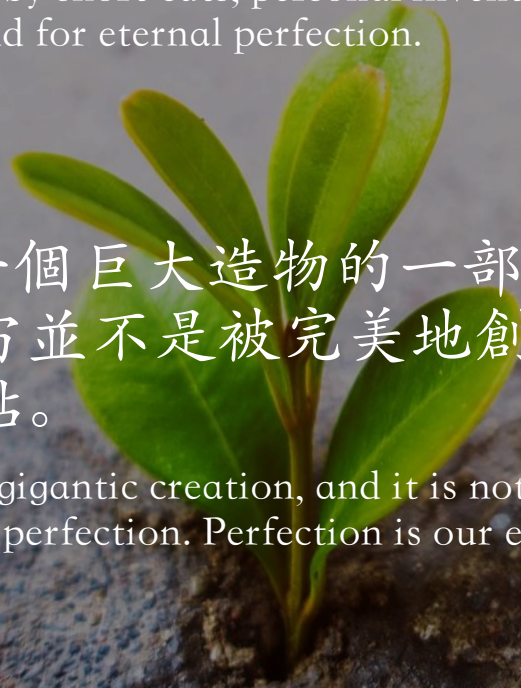 d for eternal perfection.
個巨大造物的一部
並不是被完美地創
。
gigantic creation, and it is not
perfection. Perfection is our e